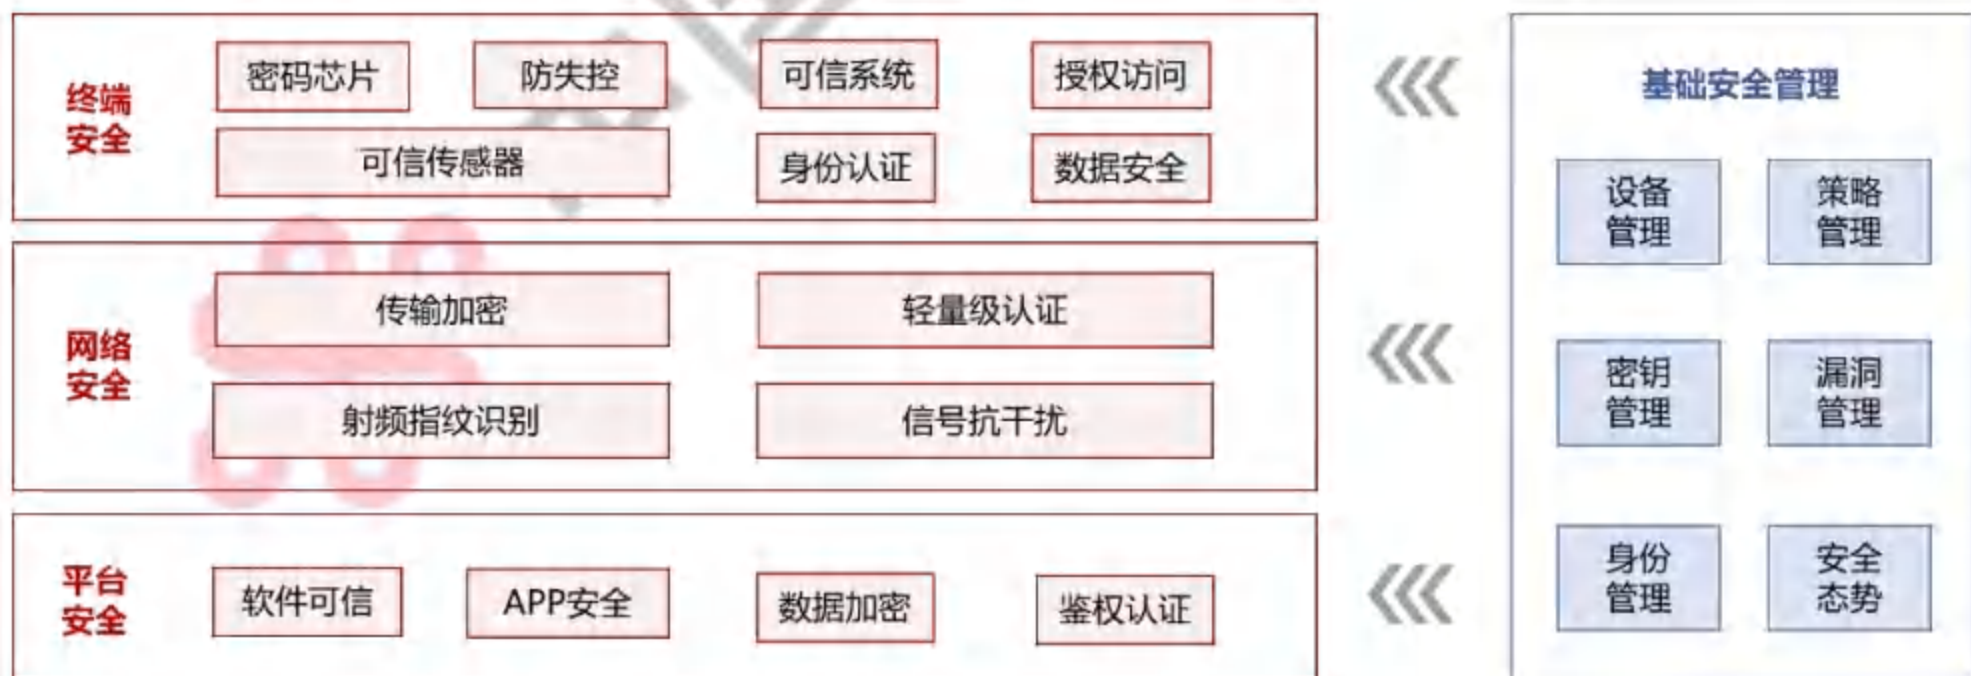 终端
安全
密码芯片
防失控
可信系统
授权访问
可信传感器
身份认证
数据安全
网络
安全
传输加密
轻量级认证
射频指纹识别
信号抗干扰
平台
安全
软件可信
APP安全
数据加密
鉴权认证
基础安全管理
设备
管理
策略
管理
密钥
管理
漏洞
管理
身份
管理
安全
态势